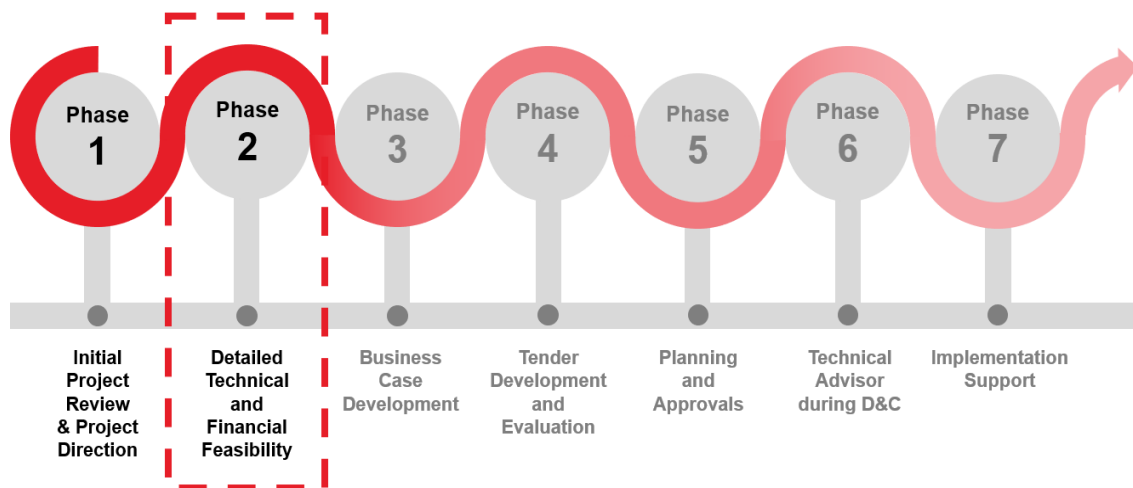 Phase
1
Phase
2
Phase
3
Phase
4
Phase
5
Phase
6
Phase
7
Initial
Project
Review
& Project
Direction
Detailed
Technical
and
Financial
Feasibility
Business
Case
Development
Tender
Development
and
Evaluation
Planning
and
Approvals
Technical
Advisor
during D&C
Implementation
Support